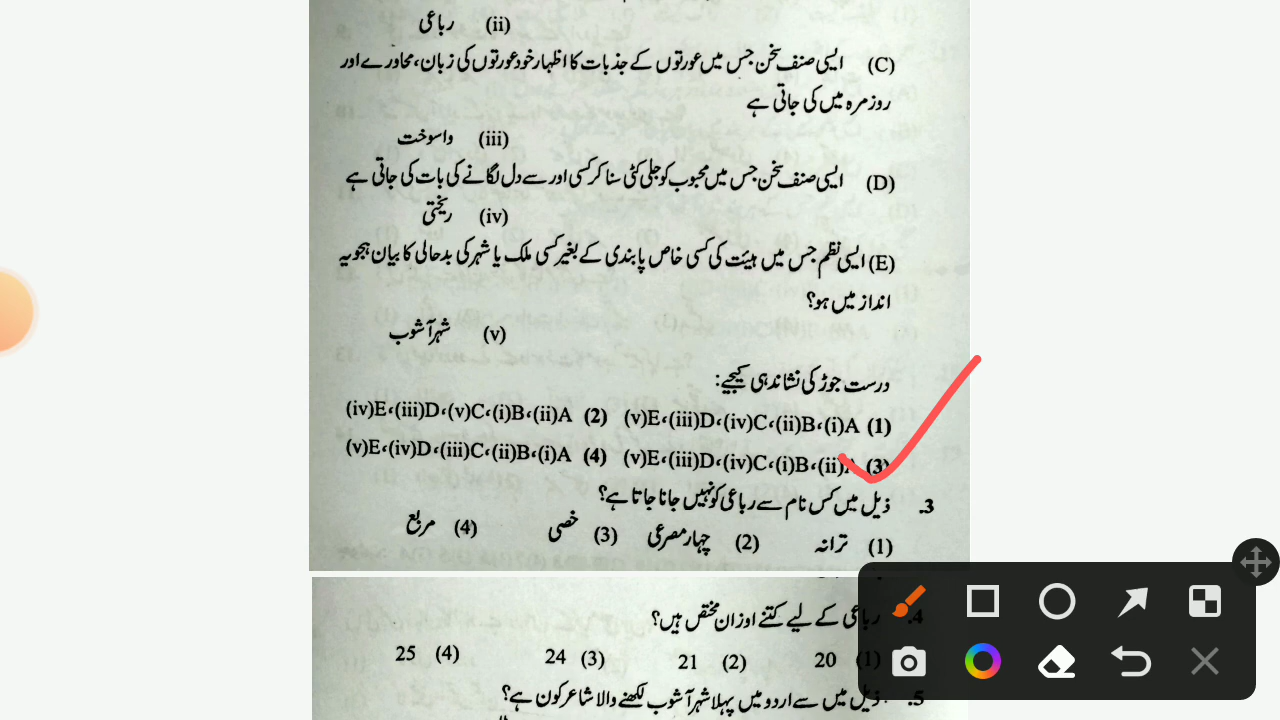 (ii) رباعی
(C) ایسی صنف سخن جس میں عورتوں کے جذبات کا اظہار خود عورتوں کی زبان، محاورے اور
روز مرہ میں کی جاتی ہے
(iii) واسوخت
(D) ایسی صنف سخن جس میں محبوب کو جلی کٹی سنا کر کسی اور سے دل لگانے کی بات کی جاتی ہے
(iv) ریختی
(E) ایسی نظم جس میں ہیئت کی کسی خاص پابندی کے بغیر کسی ملک یا شہر کی بدحالی کا بیان ہجویہ
انداز میں ہو؟
(v) شہر آشوب
درست جوڑ کی نشاندہی کیجیے:
(1) A(i)، B(ii)، C(iv)، D(iii)، E(v) (2) A(ii)، B(i)، C(v)، D(iii)، E(iv)
(3) A(ii)، B(i)، C(iv)، D(iii)، E(v) (4) A(i)، B(ii)، C(iii)، D(iv)، E(v)
3. ذیل میں کس نام سے رباعی کو نہیں جانا جاتا ہے؟
(1) ترانہ (2) چہار مصرعی (3) خصی (4) مربع
4. رباعی کے لیے کتنے اوزان مختص ہیں؟
(1) 20 (2) 21 (3) 24 (4) 25
5. ذیل میں سے اردو میں پہلا شہر آشوب لکھنے والا شاعر کون ہے؟